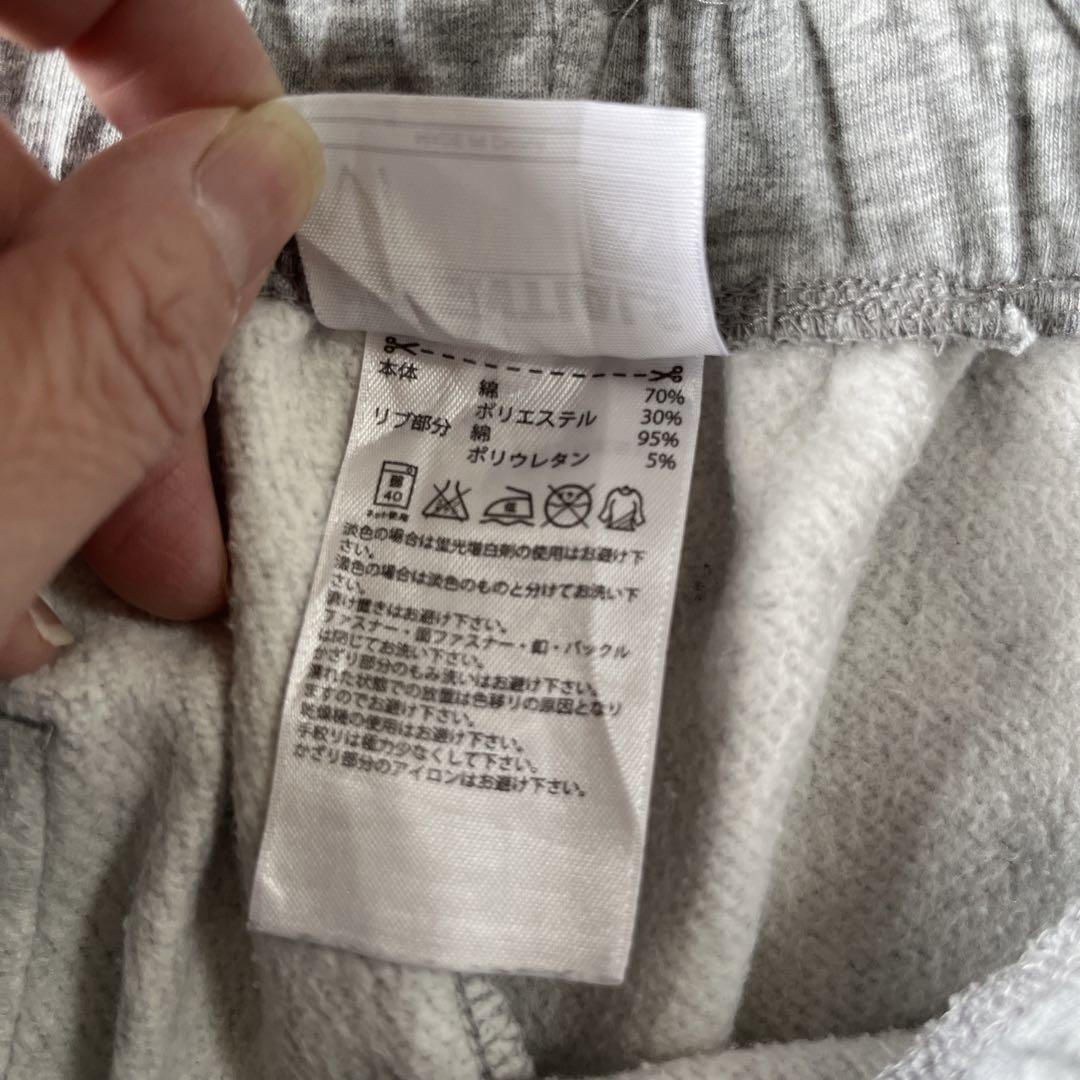 本体 綿 70%
ポリエステル 30%
リブ部分 綿 95%
ポリウレタン 5%
弱
40
ネット使用
低
淡色の場合は蛍光増白剤の使用はお避け下
さい。
濃色の場合は淡色のものと分けてお洗い下
さい。
漬け置きはお避け下さい。
ファスナー・面ファスナー・釦・バックル
は閉じてお洗い下さい。
かざり部分のもみ洗いはお避け下さい。
濡れた状態での放置は色移りの原因となり
ますのでお避け下さい。
乾燥機の使用はお避け下さい。
手絞りは極力少なくして下さい。
かざり部分のアイロンはお避け下さい。